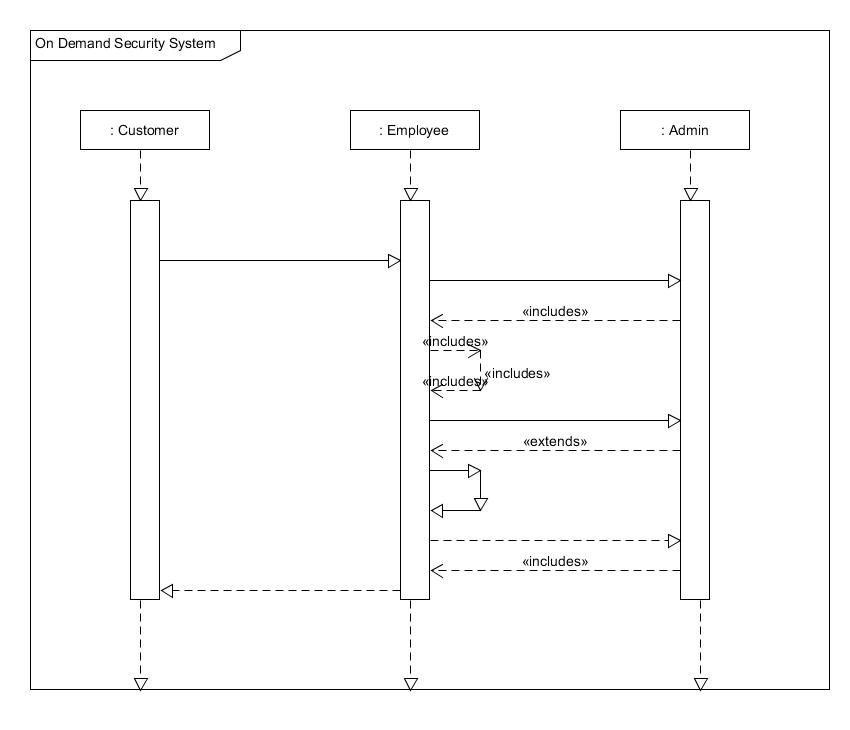 On Demand Security System
: Customer
: Employee
: Admin
«includes»
«includes»
«includes»
«includes»
«extends»
«includes»